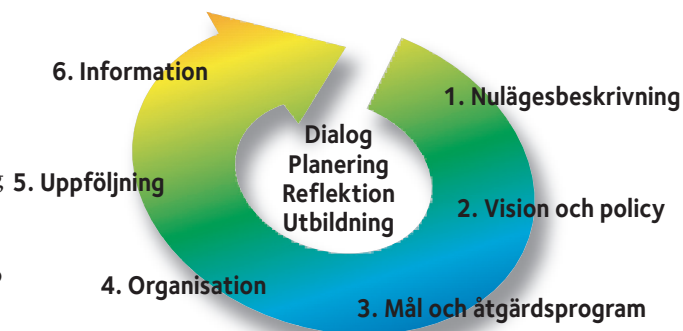 1. Nulägesbeskrivning
2. Vision och policy
3. Mål och åtgärdsprogram
4. Organisation
5. Uppföljning
6. Information
Dialog
Planering
Reflektion
Utbildning